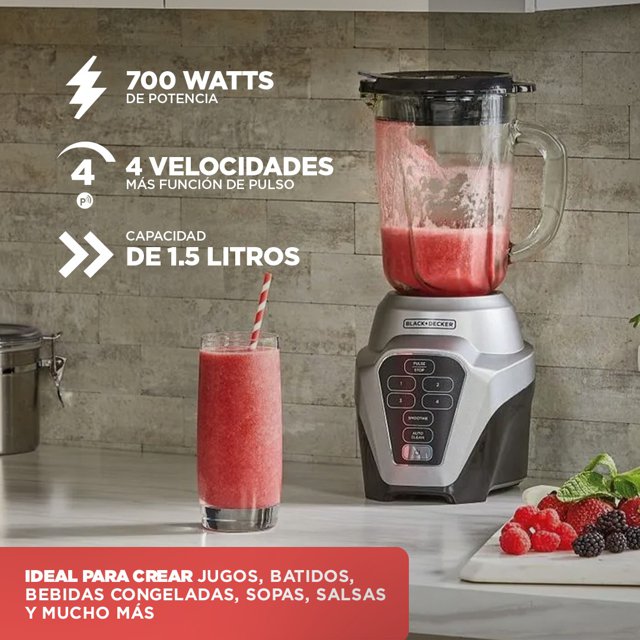 700 WATTS
DE POTENCIA
4
P
4 VELOCIDADES
MÁS FUNCIÓN DE PULSO
CAPACIDAD
DE 1.5 LITROS
BLACK+DECKER
PULSE
STOP
1 2
3 4
SMOOTHIE
AUTO
CLEAN
IDEAL PARA CREAR JUGOS, BATIDOS,
BEBIDAS CONGELADAS, SOPAS, SALSAS
Y MUCHO MÁS